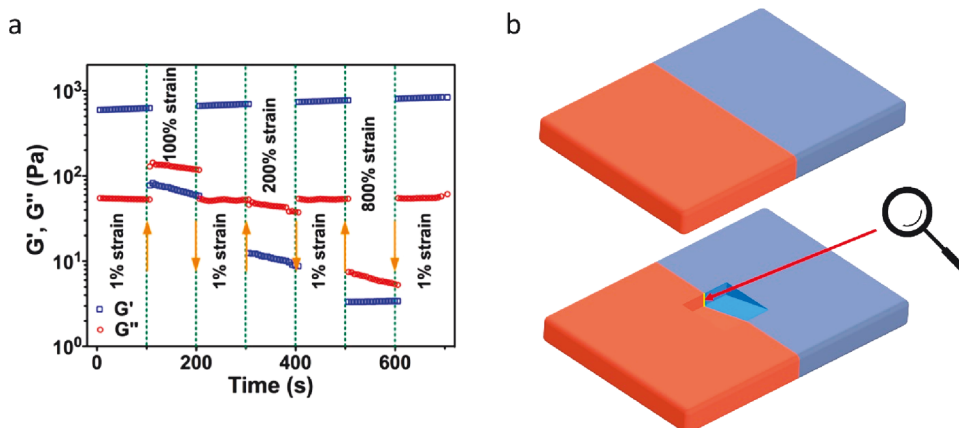 a
b
G', G'' (Pa)
10³
10²
10¹
10⁰
1% strain
100% strain
1% strain
200% strain
1% strain
800% strain
1% strain
G'
G''
0
200
400
600
Time (s)